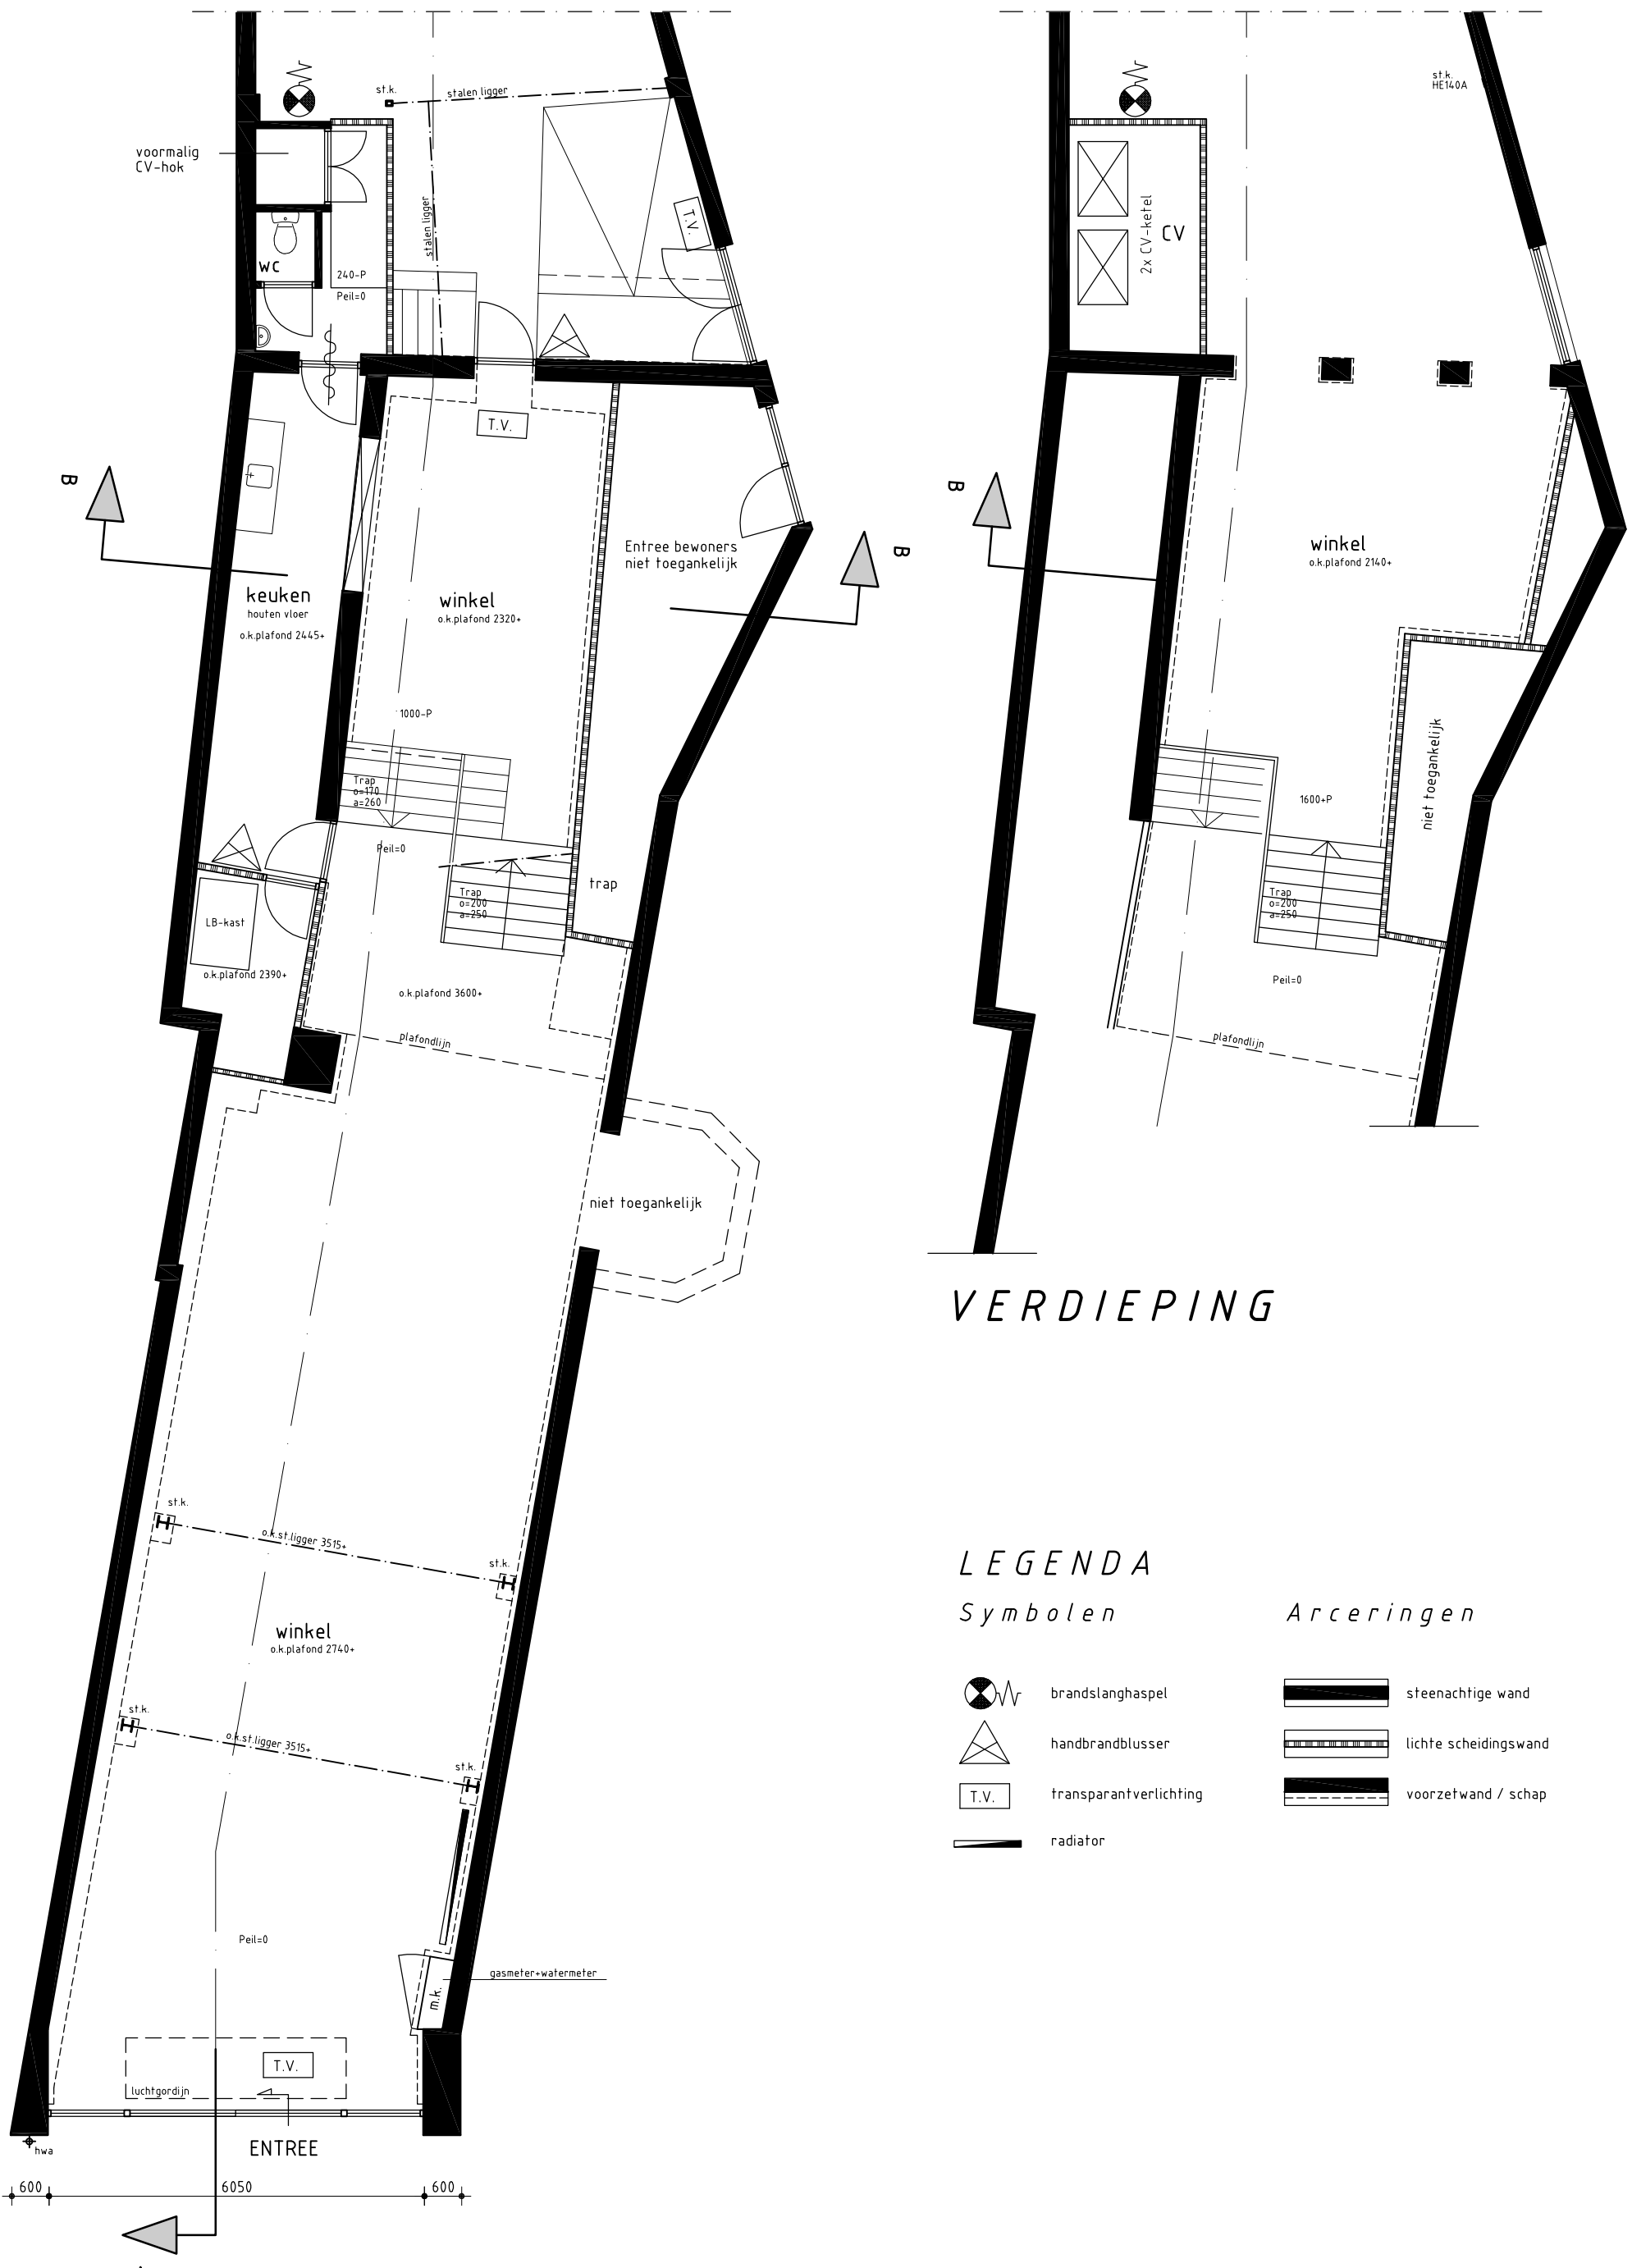 st.k.
stalen ligger
voormalig
CV-hok
stalen ligger
T.V.
WC
240-P
Peil=0
T.V.
B
B
Entree bewoners
niet toegankelijk
keuken
houten vloer
o.k.plafond 2445+
winkel
o.k.plafond 2320+
1000-P
Trap
o=170
a=260
Peil=0
trap
Trap
o=200
a=250
LB-kast
o.k.plafond 2390+
o.k.plafond 3600+
plafondlijn
niet toegankelijk
st.k.
o.k.st.ligger 3515+
st.k.
winkel
o.k.plafond 2740+
st.k.
o.k.st.ligger 3515+
st.k.
Peil=0
gasmeter+watermeter
m.k.
T.V.
luchtgordijn
ENTREE
hwa
600
6050
600
st.k.
HE140A
2x CV-ketel
CV
B
winkel
o.k.plafond 2140+
niet toegankelijk
1600+P
Trap
o=200
a=250
Peil=0
plafondlijn
VERDIEPING
LEGENDA
Symbolen
Arceringen
brandslanghaspel
steenachtige wand
handbrandblusser
lichte scheidingswand
T.V.
transparantverlichting
voorzetwand / schap
radiator